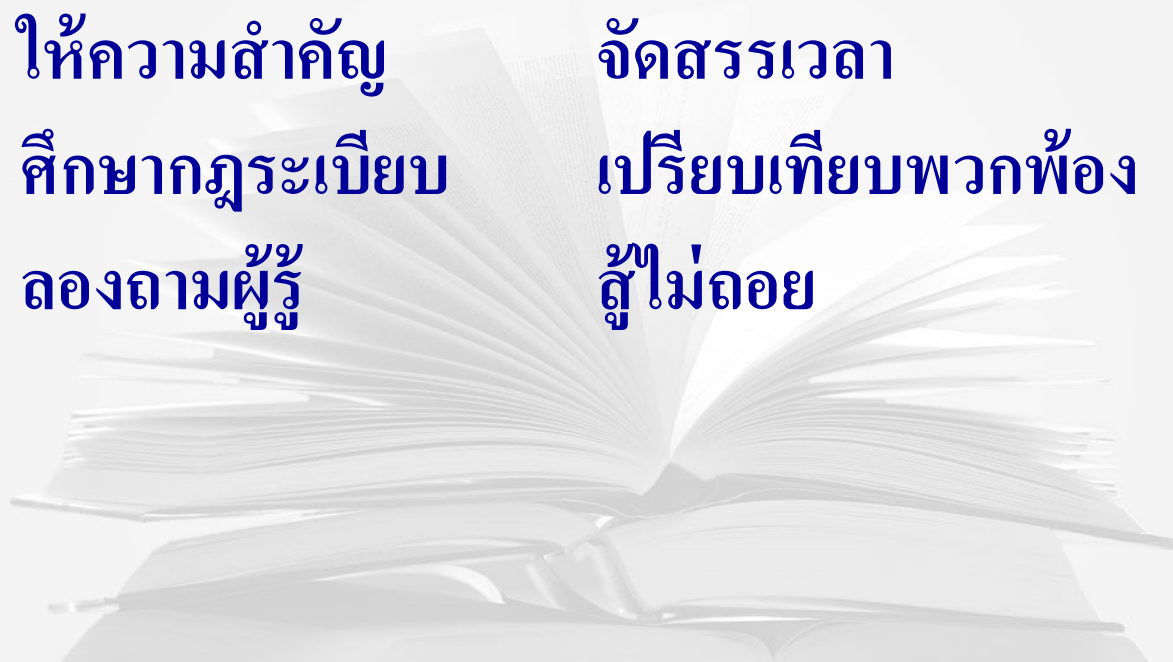 ให้ความสำคัญ จัดสรรเวลา
ศึกษากฎระเบียบ เปรียบเทียบพวกพ้อง
ลองถามผู้รู้ สู้ไม่ถอย